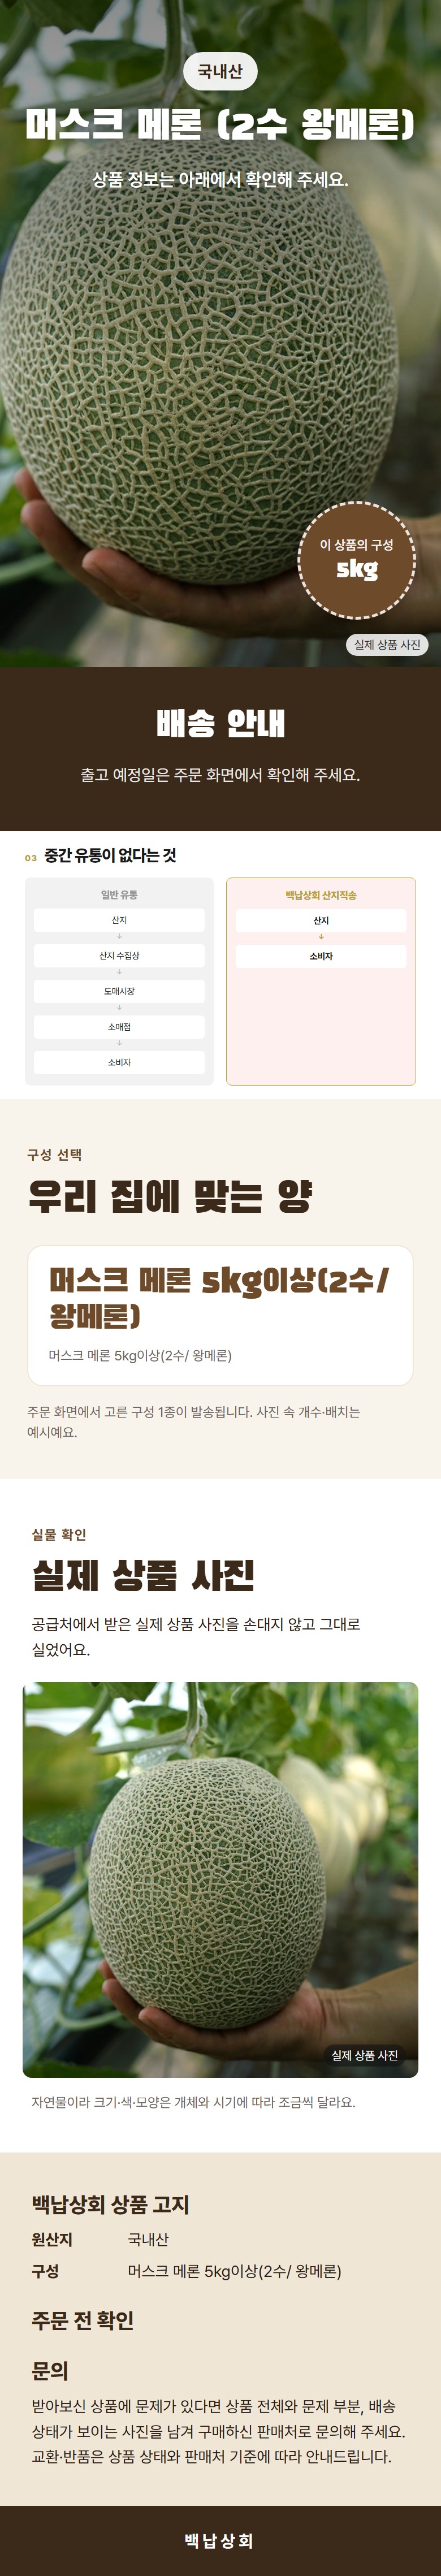 국내산
머스크 메론 (2수 왕메론)
상품 정보는 아래에서 확인해 주세요.
이 상품의 구성
5kg
실제 상품 사진
배송 안내
출고 예정일은 주문 화면에서 확인해 주세요.
03 중간 유통이 없다는 것
일반 유통
산지
↓
산지 수집상
↓
도매시장
↓
소매점
↓
소비자
백납상회 산지직송
산지
↓
소비자
구성 선택
우리 집에 맞는 양
머스크 메론 5kg이상(2수/
왕메론)
머스크 메론 5kg이상(2수/ 왕메론)
주문 화면에서 고른 구성 1종이 발송됩니다. 사진 속 개수·배치는
예시예요.
실물 확인
실제 상품 사진
공급처에서 받은 실제 상품 사진을 손대지 않고 그대로
실었어요.
실제 상품 사진
자연물이라 크기·색·모양은 개체와 시기에 따라 조금씩 달라요.
백납상회 상품 고지
원산지 국내산
구성 머스크 메론 5kg이상(2수/ 왕메론)
주문 전 확인
문의
받아보신 상품에 문제가 있다면 상품 전체와 문제 부분, 배송
상태가 보이는 사진을 남겨 구매하신 판매처로 문의해 주세요.
교환·반품은 상품 상태와 판매처 기준에 따라 안내드립니다.
백납상회